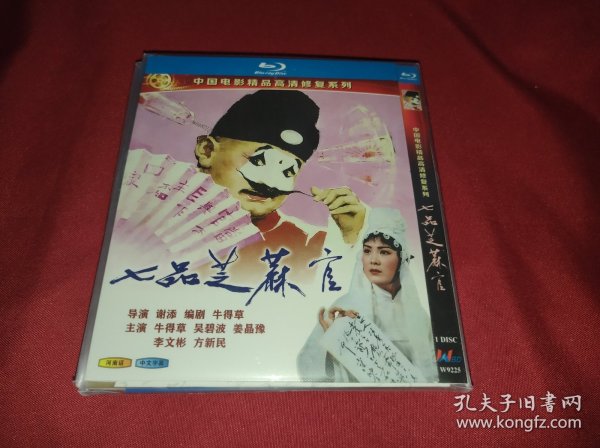 Blu-ray Disc
中国电影精品高清修复系列
七品芝麻官
导演 谢添 编剧 牛得草
主演 牛得草 吴碧波 姜晶豫
李文彬 方新民
河南话 中文字幕
中国电影精品高清修复系列
七品芝麻官
1 DISC
W9225
孔夫子旧书网
www.kongfz.com